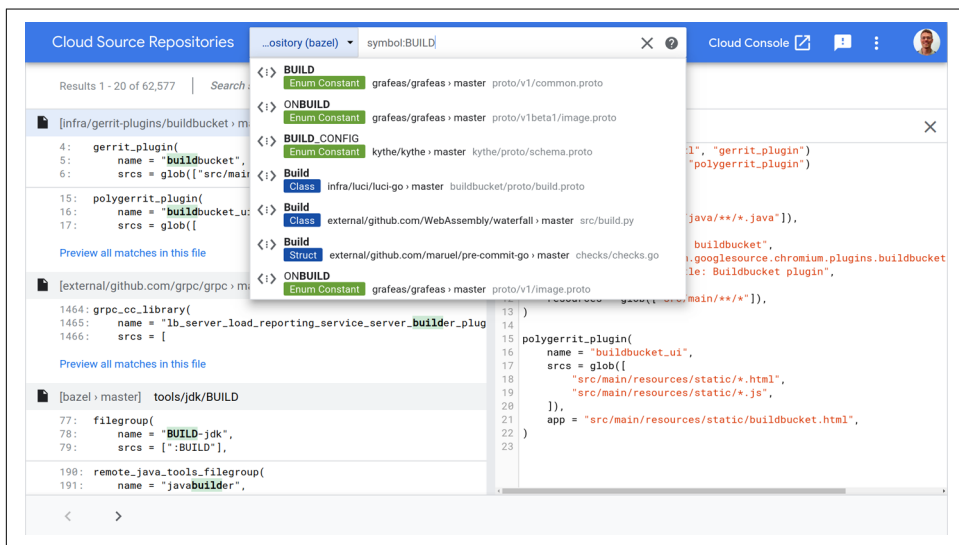 Cloud Source Repositories
...ository (bazel)
symbol:BUILD
Cloud Console
Results 1 - 20 of 62,577
Search
BUILD
Enum Constant grafeas/grafeas › master proto/v1/common.proto
ONBUILD
Enum Constant grafeas/grafeas › master proto/v1beta1/image.proto
BUILD_CONFIG
Enum Constant kythe/kythe › master kythe/proto/schema.proto
Build
Class infra/luci/luci-go › master buildbucket/proto/build.proto
Build
Class external/github.com/WebAssembly/waterfall › master src/build.py
Build
Struct external/github.com/maruel/pre-commit-go › master checks/checks.go
ONBUILD
Enum Constant grafeas/grafeas › master proto/v1/image.proto
[infra/gerrit-plugins/buildbucket › m
4: gerrit_plugin(
5: name = "buildbucket",
6: srcs = glob(["src/mai
15: polygerrit_plugin(
16: name = "buildbucket_u
17: srcs = glob([
Preview all matches in this file
[external/github.com/grpc/grpc › m
1464: grpc_cc_library(
1465: name = "lb_server_load_reporting_service_server_builder_plug
1466: srcs = [
Preview all matches in this file
[bazel › master] tools/jdk/BUILD
77: filegroup(
78: name = "BUILD-jdk",
79: srcs = [":BUILD"],
190: remote_java_tools_filegroup(
191: name = "javabuilder",
", "gerrit_plugin")
"polygerrit_plugin")
java/**/*.java"]),
buildbucket",
.googlesource.chromium.plugins.buildbucket
le: Buildbucket plugin",
main/**/*"]),
13 )
14
15 polygerrit_plugin(
16 name = "buildbucket_ui",
17 srcs = glob([
18 "src/main/resources/static/*.html",
19 "src/main/resources/static/*.js",
20 ]),
21 app = "src/main/resources/static/buildbucket.html",
22 )
23